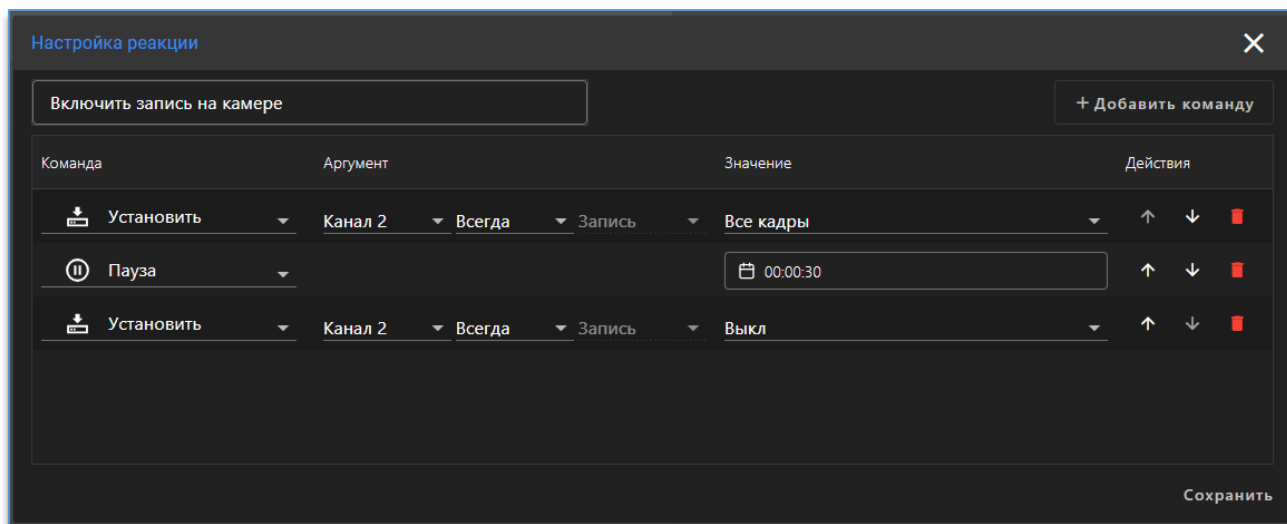 Настройка реакции
Включить запись на камере
+ Добавить команду
Команда Аргумент Значение Действия
Установить Канал 2 Всегда Запись Все кадры
Пауза 00:00:30
Установить Канал 2 Всегда Запись Выкл
Сохранить